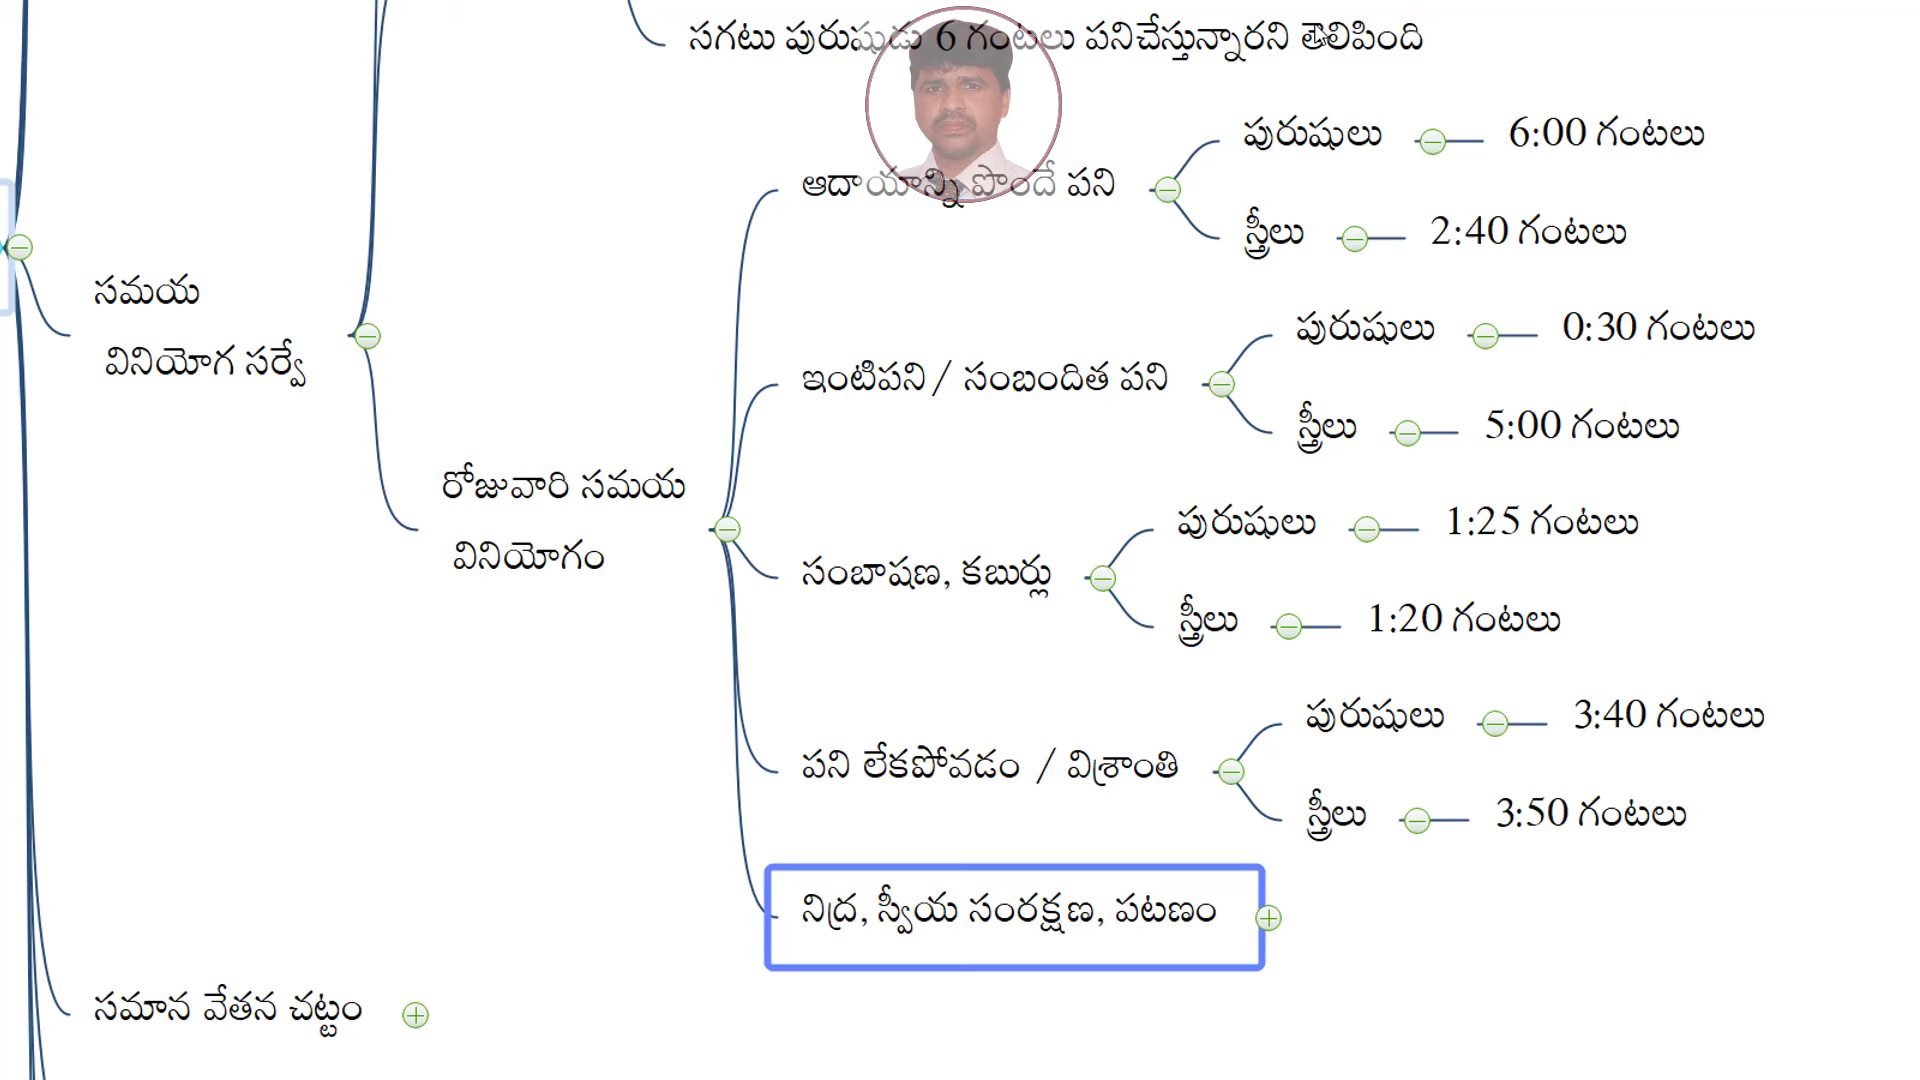 సగటు పురుషుడు 6 గంటలు పనిచేస్తున్నారని తెలిపింది
ఆదాయాన్ని పొందే పని
పురుషులు
6:00 గంటలు
స్త్రీలు
2:40 గంటలు
సమయ
వినియోగ సర్వే
ఇంటిపని/ సంబందిత పని
పురుషులు
0:30 గంటలు
స్త్రీలు
5:00 గంటలు
రోజువారి సమయ
వినియోగం
సంబాషణ, కబుర్లు
పురుషులు
1:25 గంటలు
స్త్రీలు
1:20 గంటలు
పని లేకపోవడం / విశ్రాంతి
పురుషులు
3:40 గంటలు
స్త్రీలు
3:50 గంటలు
నిద్ర, స్వీయ సంరక్షణ, పటణం
సమాన వేతన చట్టం